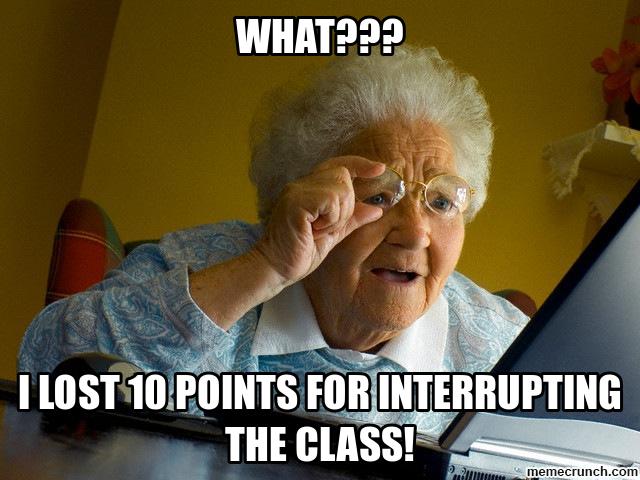 WHAT???
I LOST 10 POINTS FOR INTERRUPTING
THE CLASS!
memecrunch.com